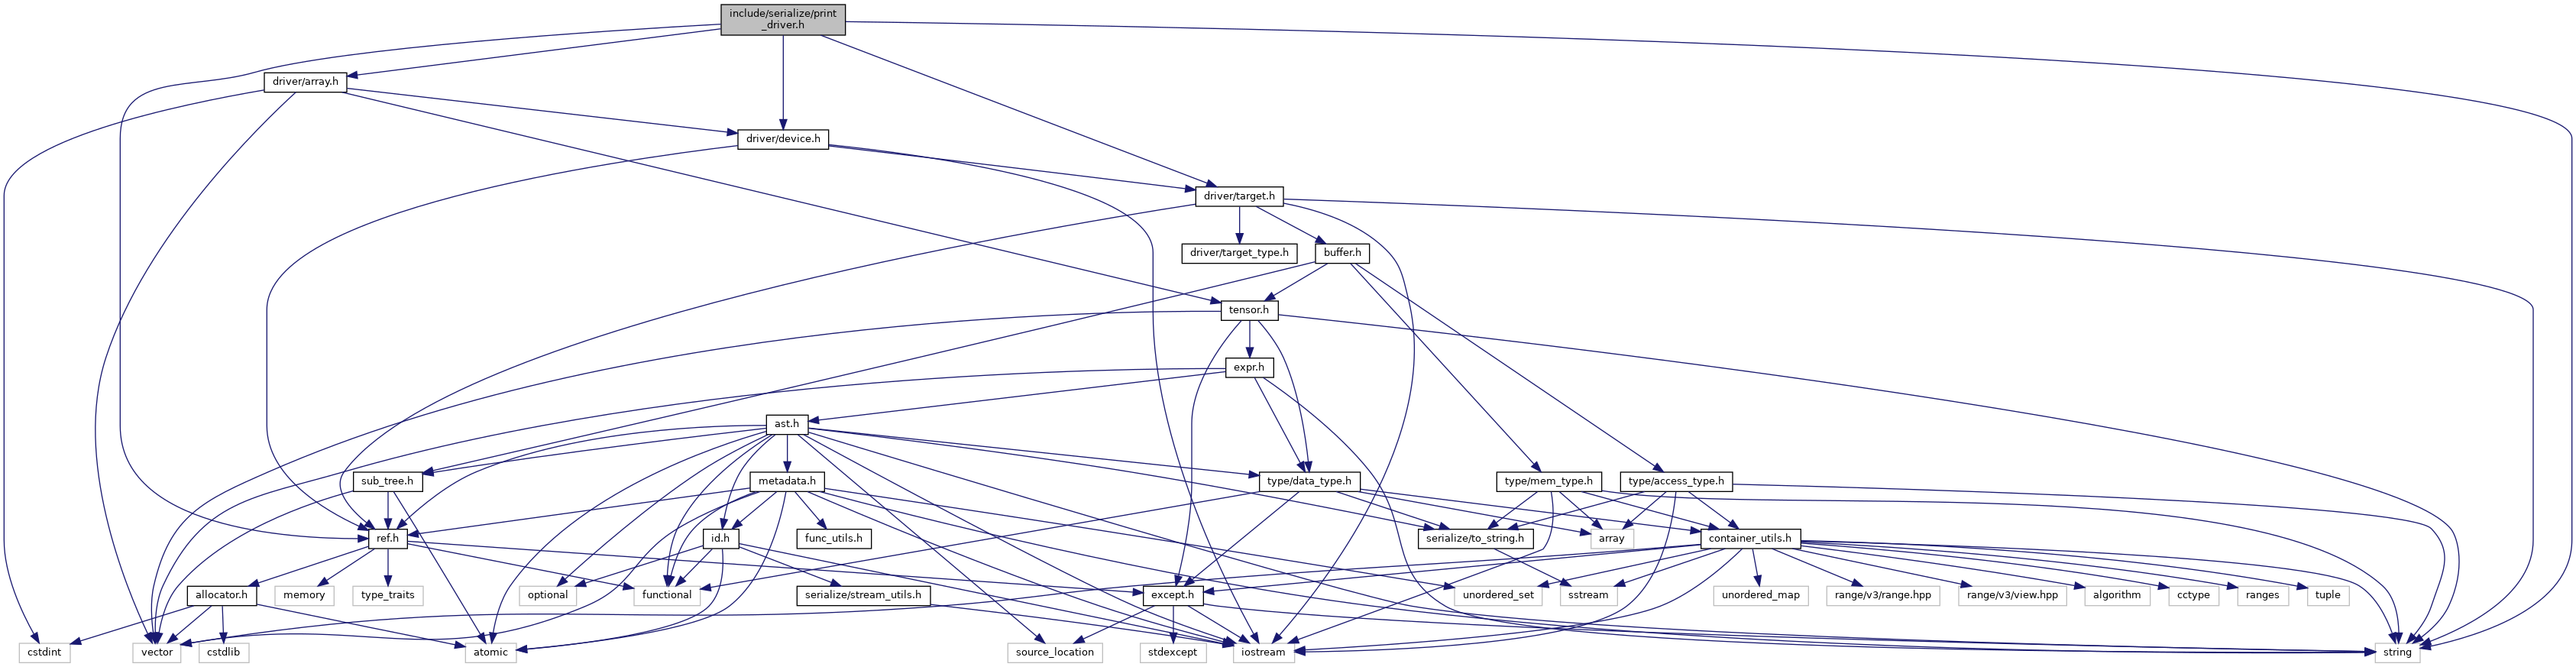 include/serialize/print
_driver.h
driver/array.h
driver/device.h
driver/target.h
driver/target_type.h
buffer.h
tensor.h
expr.h
ast.h
sub_tree.h
metadata.h
type/data_type.h
type/mem_type.h
type/access_type.h
ref.h
id.h
func_utils.h
serialize/to_string.h
array
container_utils.h
allocator.h
memory
type_traits
optional
functional
serialize/stream_utils.h
except.h
unordered_set
sstream
unordered_map
range/v3/range.hpp
range/v3/view.hpp
algorithm
cctype
ranges
tuple
cstdint
vector
cstdlib
atomic
source_location
stdexcept
iostream
string